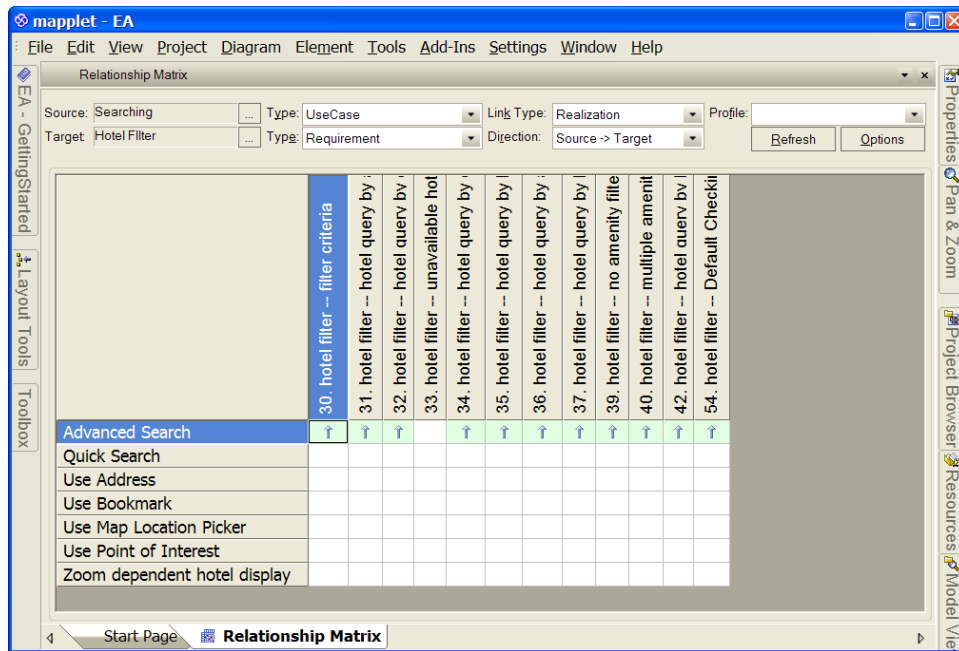 mapplet - EA
File Edit View Project Diagram Element Tools Add-Ins Settings Window Help
Relationship Matrix
Source: Searching ... Type: UseCase Link Type: Realization Profile:
Target: Hotel FIlter ... Type: Requirement Direction: Source -> Target Refresh Options
30. hotel filter -- filter criteria
31. hotel filter -- hotel query by
32. hotel filter -- hotel query by
33. hotel filter -- unavailable hot
34. hotel filter -- hotel query by
35. hotel filter -- hotel query by
36. hotel filter -- hotel query by
37. hotel filter -- hotel query by
39. hotel filter -- no amenity filte
40. hotel filter -- multiple amenit
42. hotel filter -- hotel query by
54. hotel filter -- Default Checkin
Advanced Search
Quick Search
Use Address
Use Bookmark
Use Map Location Picker
Use Point of Interest
Zoom dependent hotel display
Start Page Relationship Matrix
EA - GettingStarted
Layout Tools
Toolbox
Properties
Pan & Zoom
Project Browser
Resources
Model Vie